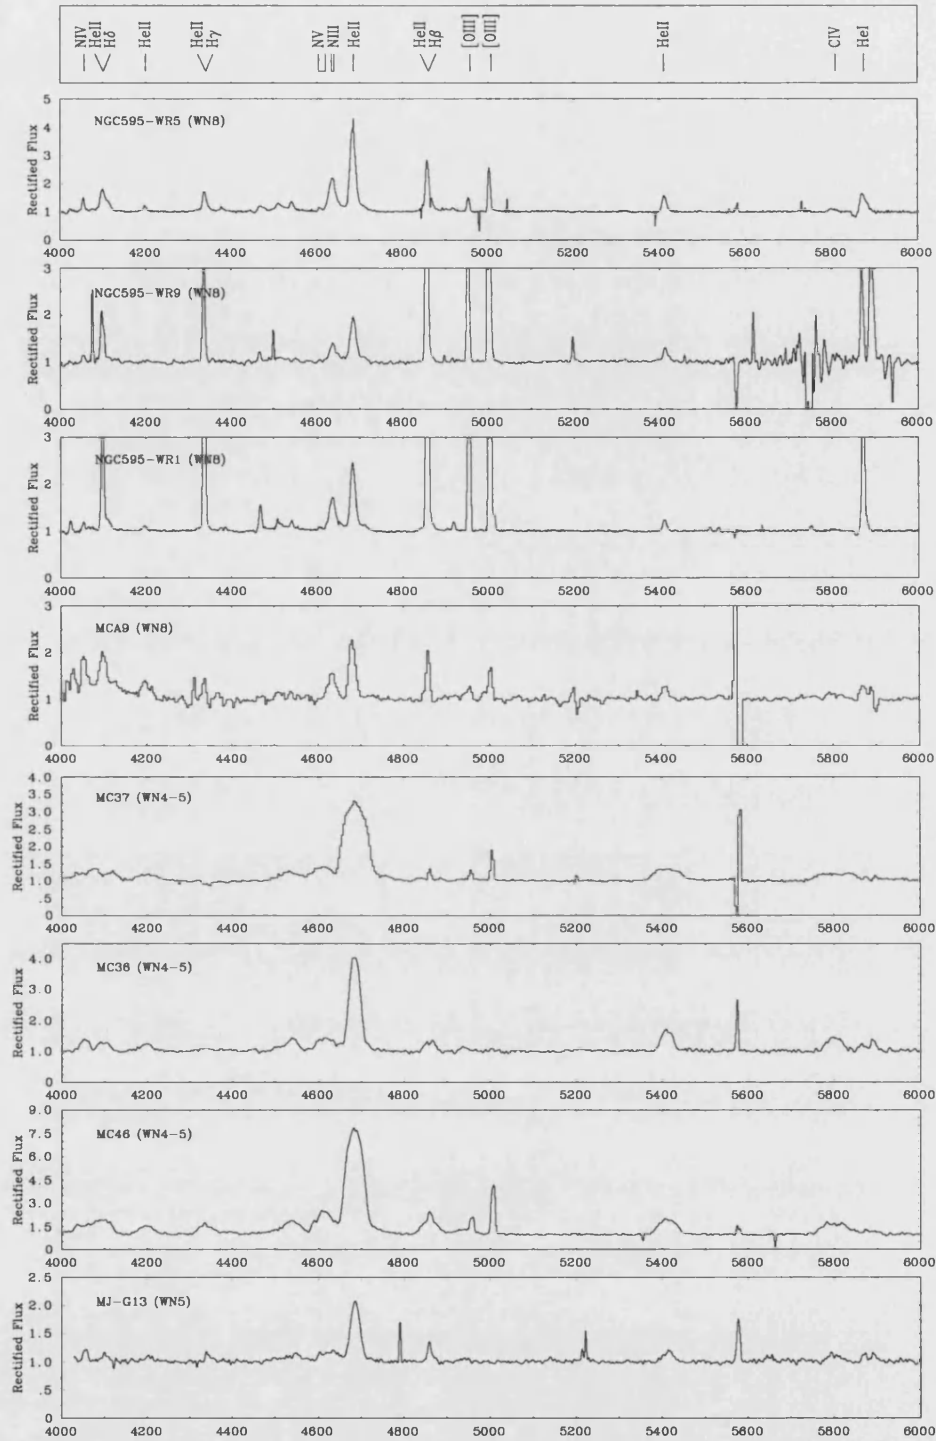 NIV HeII Hδ HeII HeII Hγ NV NIII HeII HeII Hβ [OIII] [OIII] HeII CIV HeI
NGC595-WR5 (WN8)
Rectified Flux
5
4
3
2
1
0
4000 4200 4400 4600 4800 5000 5200 5400 5600 5800 6000
NGC595-WR9 (WN8)
Rectified Flux
3
2
1
0
4000 4200 4400 4600 4800 5000 5200 5400 5600 5800 6000
NGC595-WR1 (WN8)
Rectified Flux
3
2
1
0
4000 4200 4400 4600 4800 5000 5200 5400 5600 5800 6000
MCA9 (WN8)
Rectified Flux
3
2
1
0
4000 4200 4400 4600 4800 5000 5200 5400 5600 5800 6000
MC37 (WN4-5)
Rectified Flux
4.0
3.5
3.0
2.5
2.0
1.5
1.0
.5
0
4000 4200 4400 4600 4800 5000 5200 5400 5600 5800 6000
MC36 (WN4-5)
Rectified Flux
4.0
3.0
2.0
1.0
0
4000 4200 4400 4600 4800 5000 5200 5400 5600 5800 6000
MC46 (WN4-5)
Rectified Flux
9.0
7.5
6.0
4.5
3.0
1.5
0
4000 4200 4400 4600 4800 5000 5200 5400 5600 5800 6000
MJ-G13 (WN5)
Rectified Flux
2.5
2.0
1.5
1.0
.5
0
4000 4200 4400 4600 4800 5000 5200 5400 5600 5800 6000